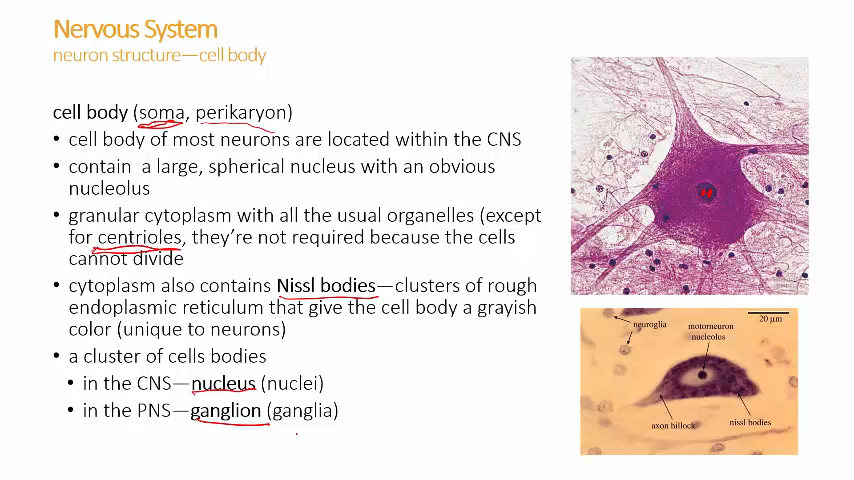 Nervous System
neuron structure—cell body
cell body (soma, perikaryon)
• cell body of most neurons are located within the CNS
• contain a large, spherical nucleus with an obvious
nucleolus
• granular cytoplasm with all the usual organelles (except
for centrioles, they're not required because the cells
cannot divide
• cytoplasm also contains Nissl bodies—clusters of rough
endoplasmic reticulum that give the cell body a grayish
color (unique to neurons)
• a cluster of cells bodies
• in the CNS—nucleus (nuclei)
• in the PNS—ganglion (ganglia)
neuroglia
motorneuron
nucleolus
20 µm
axon hillock
nissl bodies